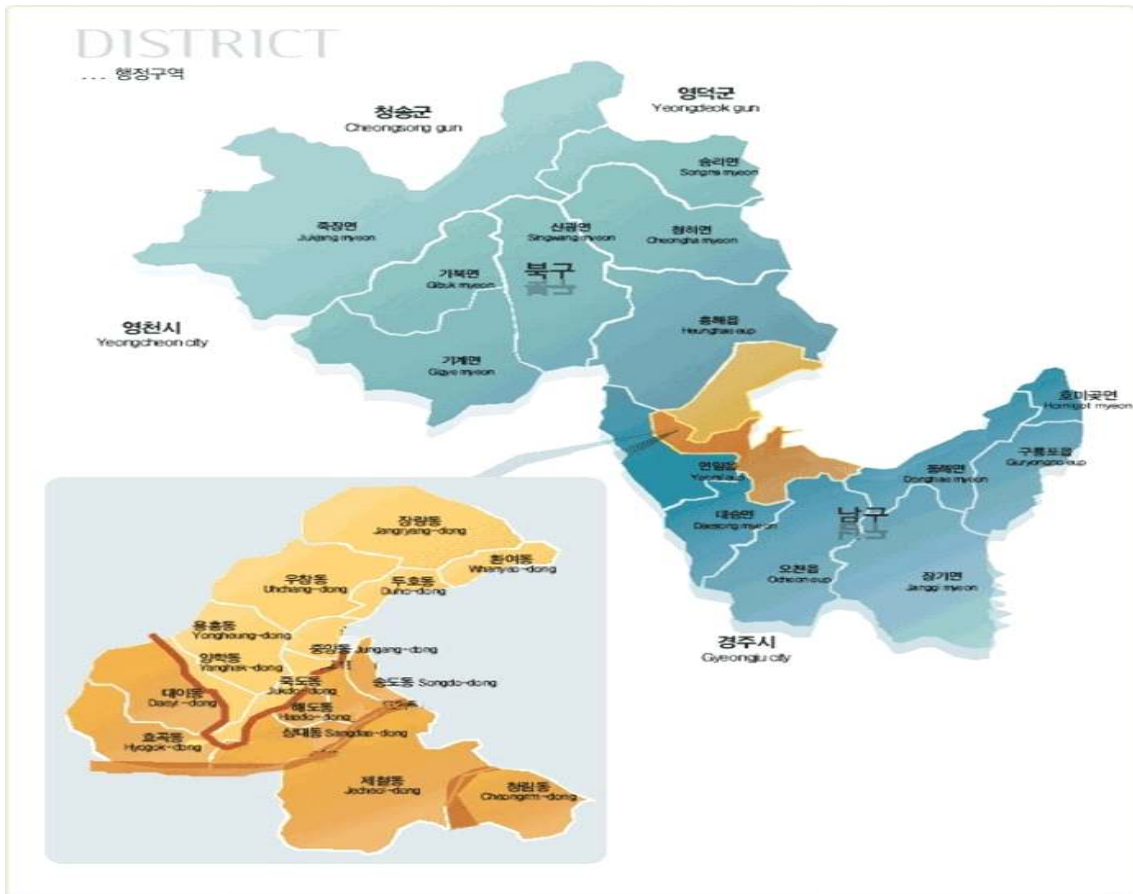 DISTRICT
... 행정구역
청송군
Cheongsong gun
영덕군
Yeongdeok gun
송라면
Songna myeon
죽장면
Jukjang myeon
신광면
Singwang myeon
청하면
Cheongha myeon
기북면
Gibuk myeon
북구
영천시
Yeongcheon city
흥해읍
Heunghae eup
기계면
Gigye myeon
호미곶면
Homigot myeon
구룡포읍
Guryongpo eup
연일읍
Yeonil eup
동해면
Donghae myeon
대송면
Daesong myeon
남구
오천읍
Ocheon eup
장기면
Janggi myeon
경주시
Gyeongju city
장량동
Jangryang-dong
환여동
Whanyeo-dong
우창동
Uhchang-dong
두호동
Duho-dong
용흥동
Yongheung-dong
양학동
Yanghak-dong
중앙동 Jungang-dong
죽도동
Jukdo-dong
송도동 Songdo-dong
대이동
Daeyi-dong
해도동
Haedo-dong
효곡동
Hyogok-dong
상대동 Sangdae-dong
제철동
Jecheol-dong
청림동
Cheongrim-dong